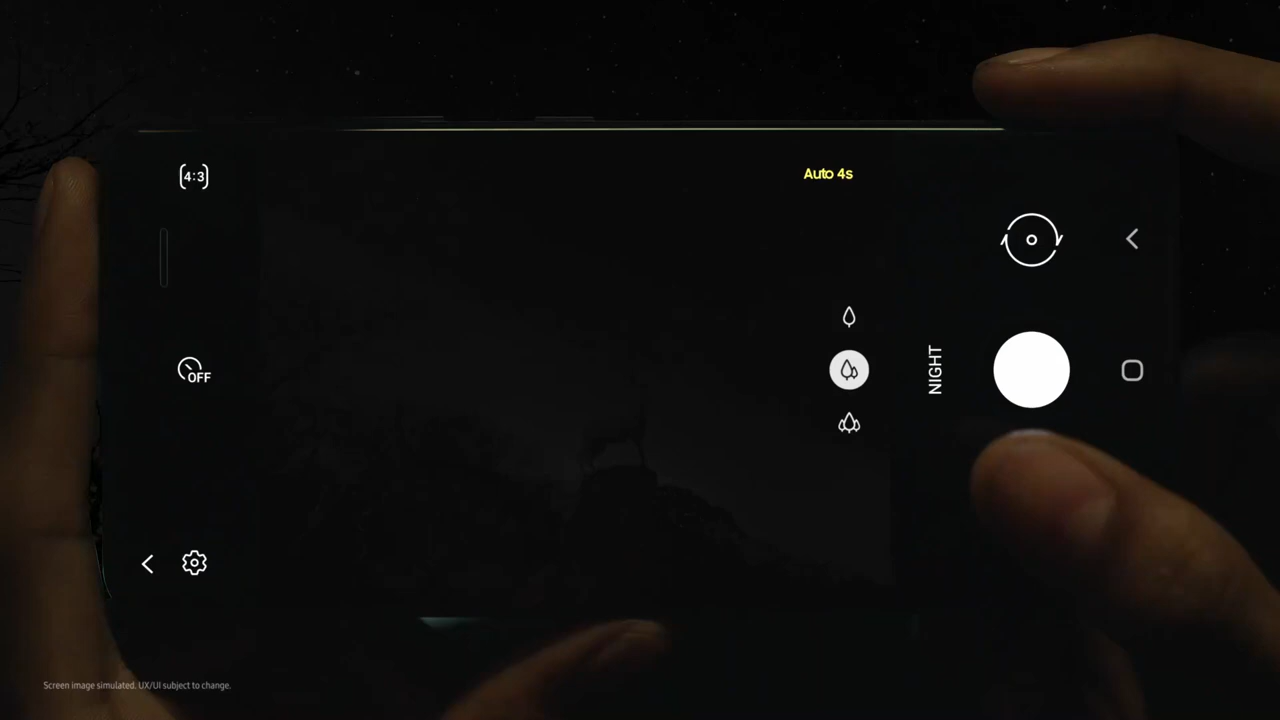 4:3
Auto 4s
OFF
NIGHT
Screen image simulated. UX/UI subject to change.